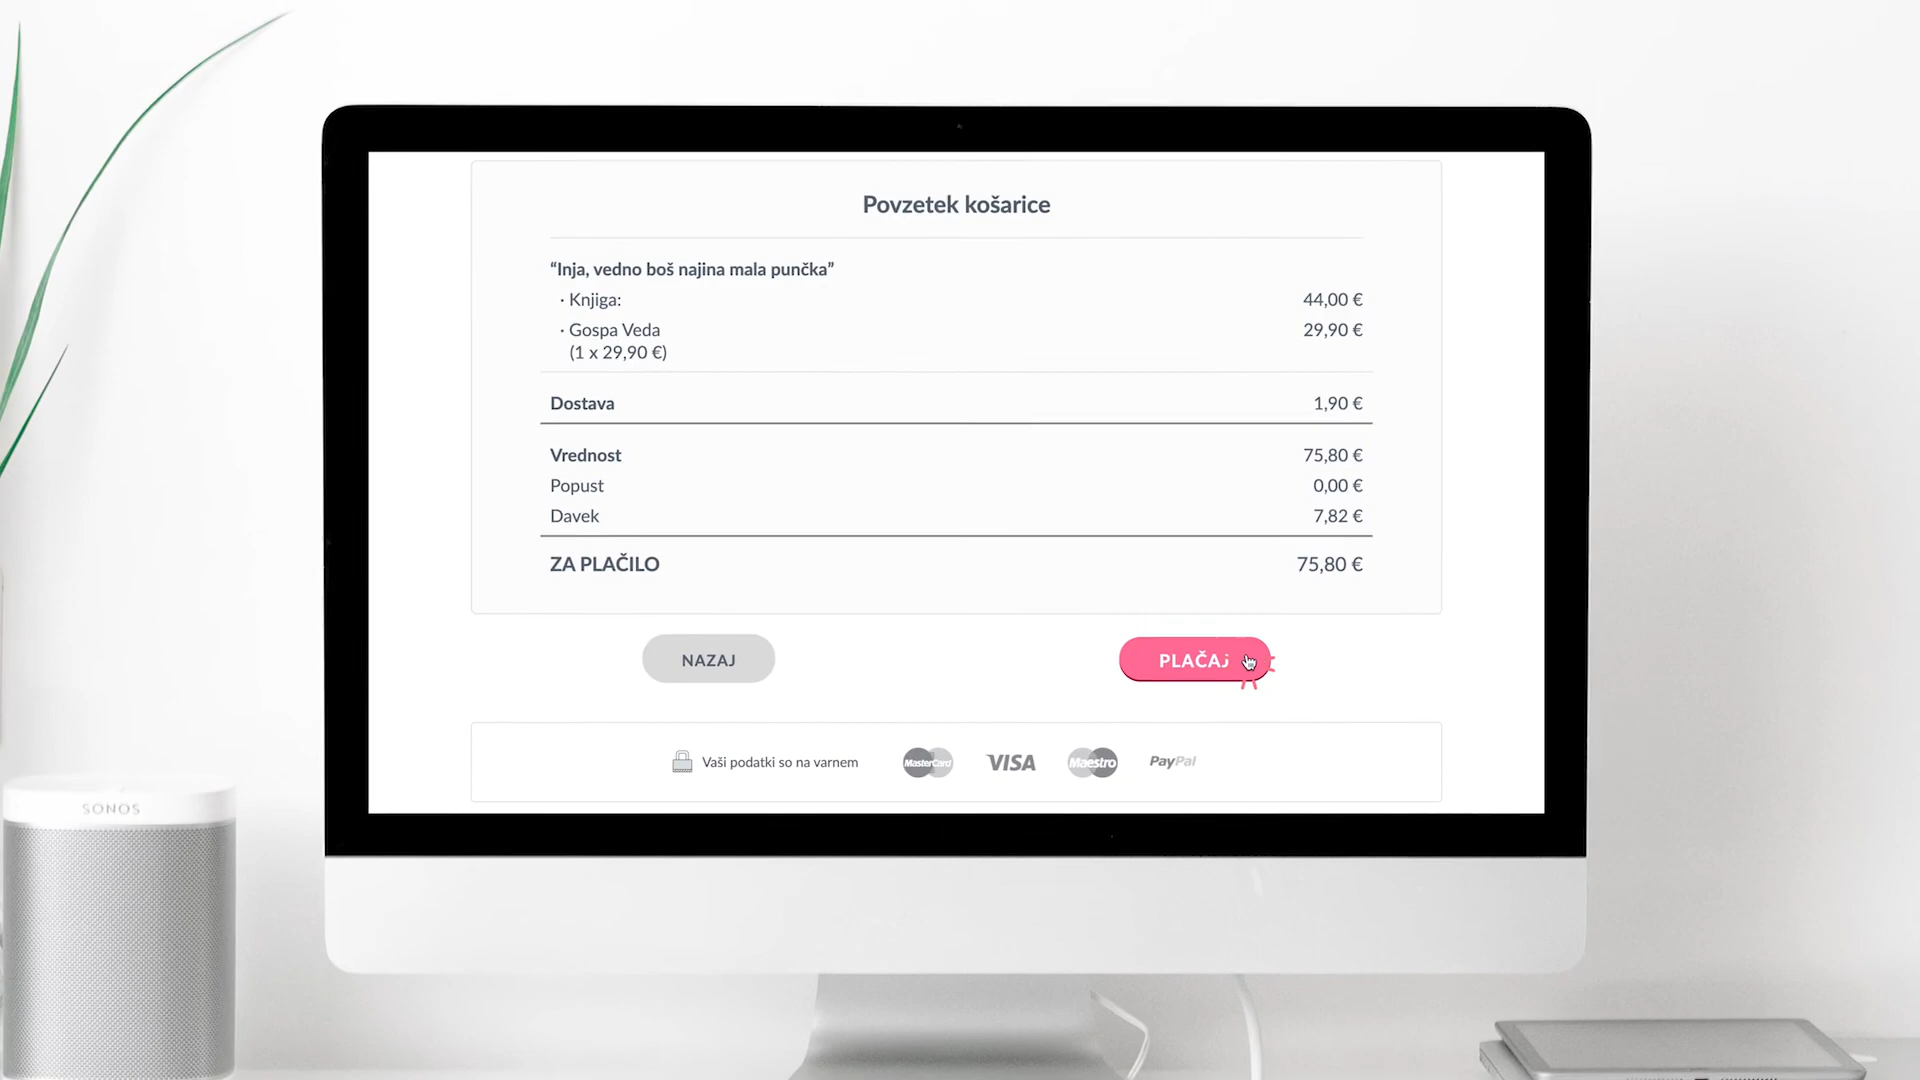 Povzetek košarice
“Inja, vedno boš najina mala punčka”
· Knjiga: 44,00 €
· Gospa Veda 29,90 €
(1 x 29,90 €)
Dostava 1,90 €
Vrednost 75,80 €
Popust 0,00 €
Davek 7,82 €
ZA PLAČILO 75,80 €
NAZAJ PLAČAJ
Vaši podatki so na varnem MasterCard VISA Maestro PayPal
SONOS